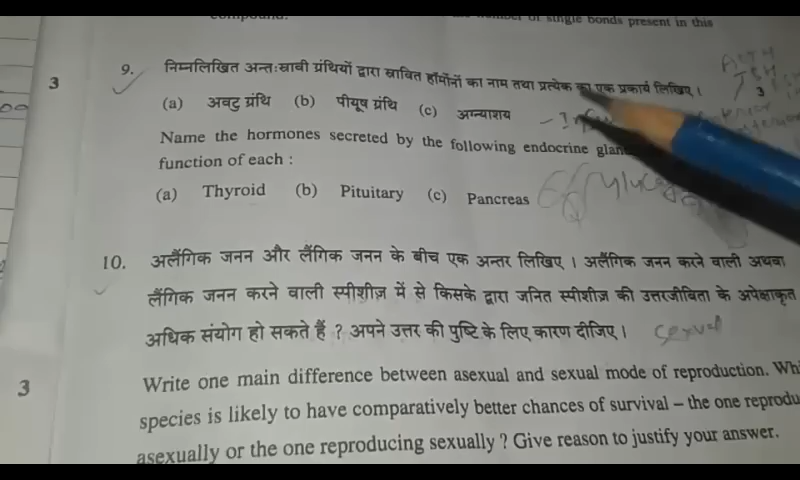 number of single bonds present in this
3
9. निम्नलिखित अन्तःस्रावी ग्रंथियों द्वारा स्रावित हॉर्मोनों का नाम तथा प्रत्येक का एक प्रकार्य लिखिए ।
3
(a) अवटु ग्रंथि (b) पीयूष ग्रंथि (c) अग्न्याशय
Name the hormones secreted by the following endocrine
function of each :
(a) Thyroid (b) Pituitary (c) Pancreas
10. अलैंगिक जनन और लैंगिक जनन के बीच एक अन्तर लिखिए । अलैंगिक जनन करने वाली अथवा
लैंगिक जनन करने वाली स्पीशीज़ में से किसके द्वारा जनित स्पीशीज़ की उत्तरजीविता के अपेक्षाकृत
अधिक संयोग हो सकते हैं ? अपने उत्तर की पुष्टि के लिए कारण दीजिए ।
sexual
3
Write one main difference between asexual and sexual mode of reproduction.
species is likely to have comparatively better chances of survival – the one
asexually or the one reproducing sexually ? Give reason to justify your answer.